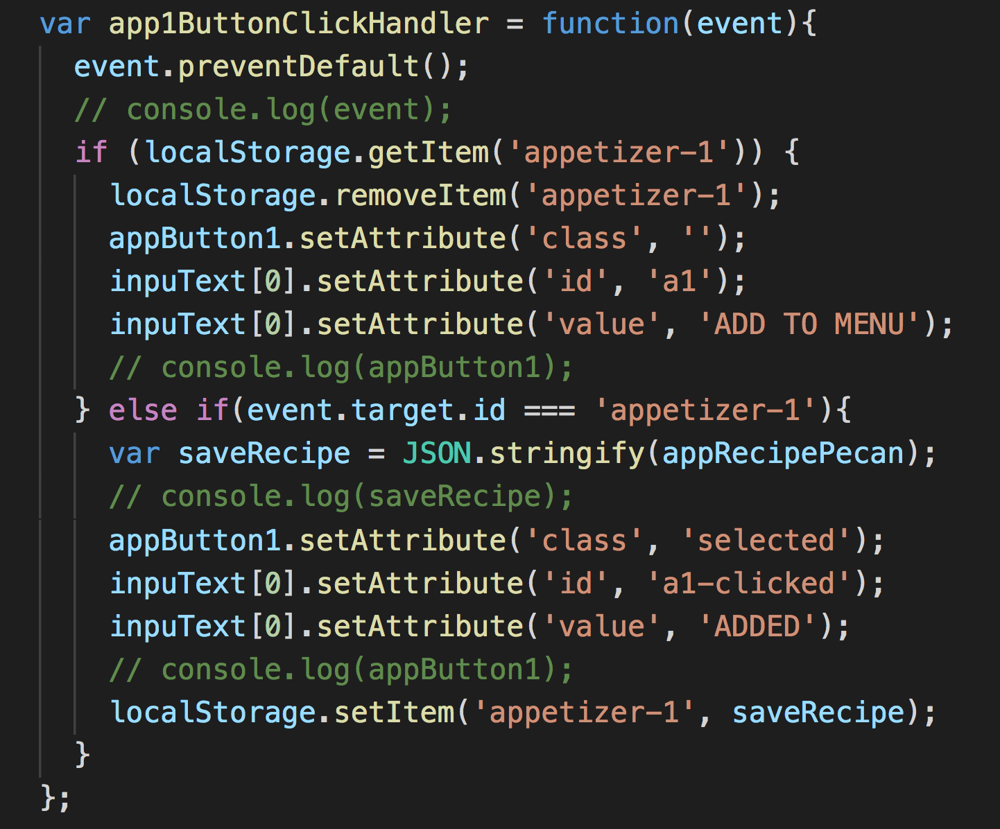 var app1ButtonClickHandler = function(event){
  event.preventDefault();
  // console.log(event);
  if (localStorage.getItem('appetizer-1')) {
    localStorage.removeItem('appetizer-1');
    appButton1.setAttribute('class', '');
    inpuText[0].setAttribute('id', 'a1');
    inpuText[0].setAttribute('value', 'ADD TO MENU');
    // console.log(appButton1);
  } else if(event.target.id === 'appetizer-1'){
    var saveRecipe = JSON.stringify(appRecipePecan);
    // console.log(saveRecipe);
    appButton1.setAttribute('class', 'selected');
    inpuText[0].setAttribute('id', 'a1-clicked');
    inpuText[0].setAttribute('value', 'ADDED');
    // console.log(appButton1);
    localStorage.setItem('appetizer-1', saveRecipe);
  }
};